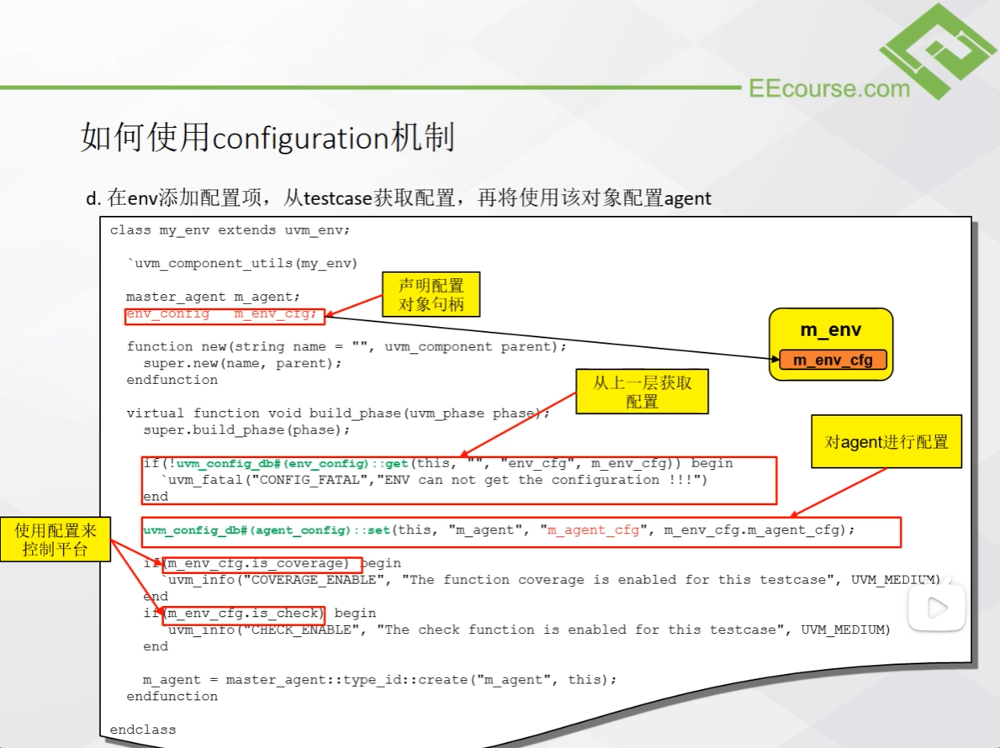 EEcourse.com
如何使用configuration机制
d. 在env添加配置项，从testcase获取配置，再将使用该对象配置agent
class my_env extends uvm_env;
`uvm_component_utils(my_env)
声明配置
对象句柄
master_agent m_agent;
env_config m_env_cfg;
m_env
m_env_cfg
function new(string name = "", uvm_component parent);
super.new(name, parent);
endfunction
从上一层获取
配置
virtual function void build_phase(uvm_phase phase);
super.build_phase(phase);
对agent进行配置
if(!uvm_config_db#(env_config)::get(this, "", "env_cfg", m_env_cfg)) begin
`uvm_fatal("CONFIG_FATAL","ENV can not get the configuration !!!")
end
使用配置来
控制平台
uvm_config_db#(agent_config)::set(this, "m_agent", "m_agent_cfg", m_env_cfg.m_agent_cfg);
if(m_env_cfg.is_coverage) begin
`uvm_info("COVERAGE_ENABLE", "The function coverage is enabled for this testcase", UVM_MEDIUM)
end
if(m_env_cfg.is_check) begin
`uvm_info("CHECK_ENABLE", "The check function is enabled for this testcase", UVM_MEDIUM)
end
m_agent = master_agent::type_id::create("m_agent", this);
endfunction
endclass